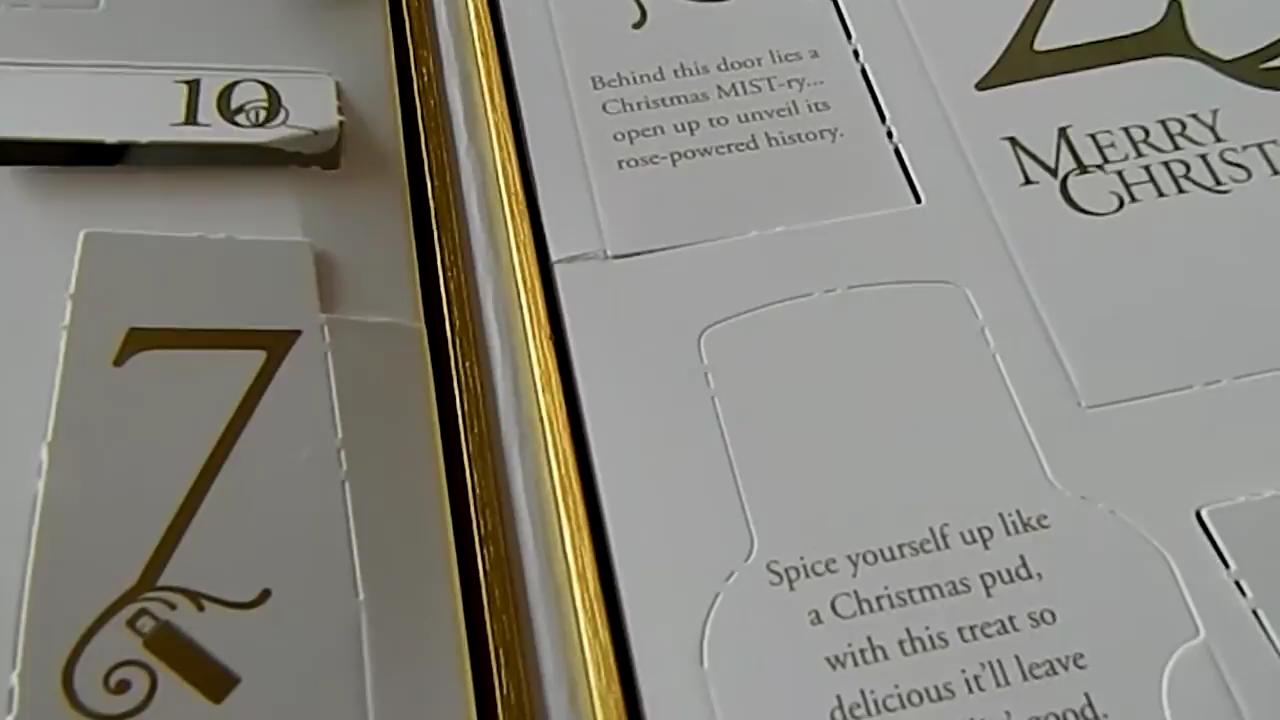 10
7
Behind this door lies a
Christmas MIST-ry...
open up to unveil its
rose-powered history.
MERRY
Spice yourself up like
a Christmas pud,
with this treat so
delicious it'll leave
good.